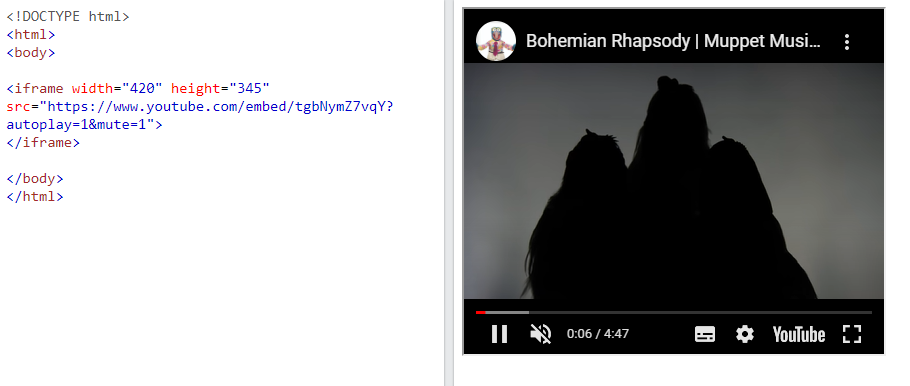 <!DOCTYPE html>
<html>
<body>
<iframe width="420" height="345"
src="https://www.youtube.com/embed/tgbNymZ7vqY?
autoplay=1&mute=1">
</iframe>
</body>
</html>
Bohemian Rhapsody | Muppet Musi...
0:06 / 4:47
YouTube